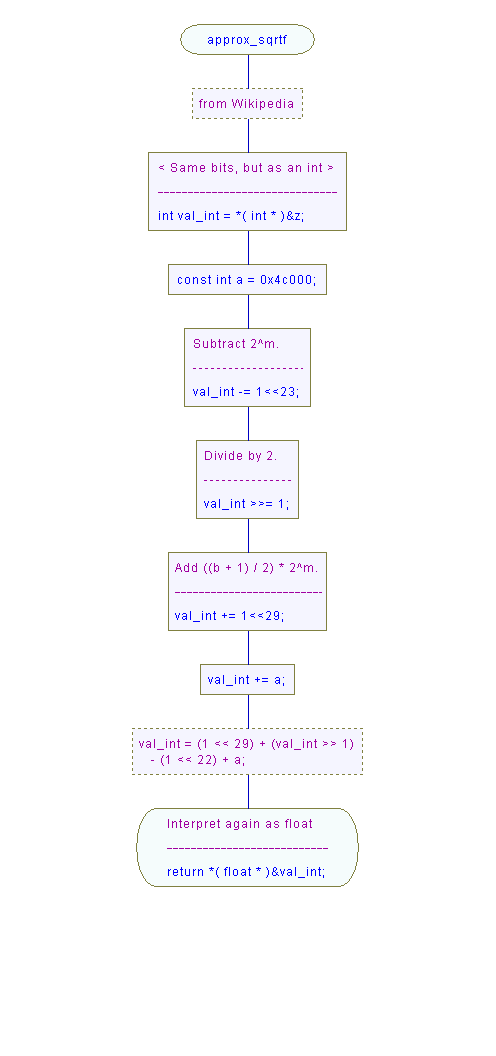 approx_sqrtf
from Wikipedia
< Same bits, but as an int >
int val_int = *( int * )&z;
const int a = 0x4c000;
Subtract 2^m.
val_int -= 1<<23;
Divide by 2.
val_int >>= 1;
Add ((b + 1) / 2) * 2^m.
val_int += 1<<29;
val_int += a;
val_int = (1 << 29) + (val_int >> 1)
- (1 << 22) + a;
Interpret again as float
return *( float * )&val_int;